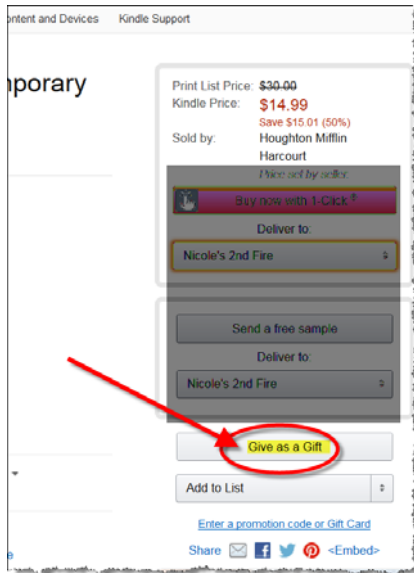 ontent and Devices Kindle Support
mporary
Print List Price: $30.00
Kindle Price: $14.99
Save $15.01 (50%)
Sold by: Houghton Mifflin
Harcourt
Price set by seller.
Buy now with 1-Click ®
Deliver to:
Nicole's 2nd Fire
Send a free sample
Deliver to:
Nicole's 2nd Fire
Give as a Gift
Add to List
Enter a promotion code or Gift Card
Share <Embed>
e